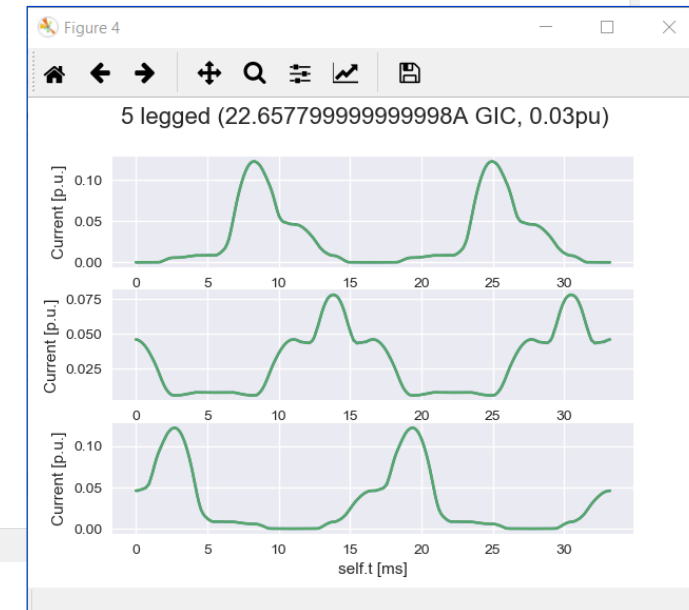 Figure 4
5 legged (22.657799999999998A GIC, 0.03pu)
Current [p.u.]
0.10
0.05
0.00
0 5 10 15 20 25 30
Current [p.u.]
0.075
0.050
0.025
0 5 10 15 20 25 30
Current [p.u.]
0.10
0.05
0.00
0 5 10 15 20 25 30
self.t [ms]